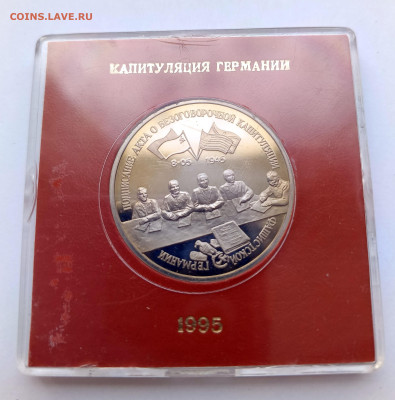 COINS.LAVE.RU
КАПИТУЛЯЦИЯ ГЕРМАНИИ
ПОДПИСАНИЕ АКТА О БЕЗОГОВОРОЧНОЙ КАПИТУЛЯЦИИ
8•05 1945
ФАШИСТСКОЙ
ГЕРМАНИИ
1995